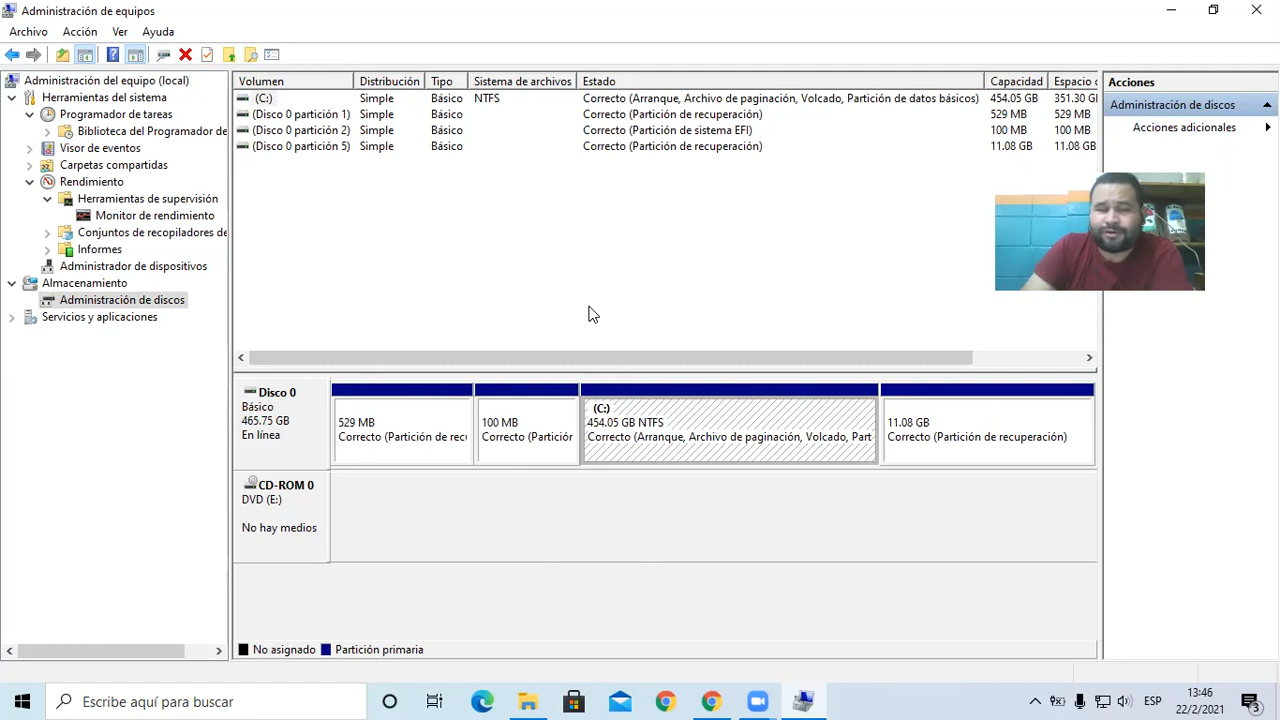 Administración de equipos
Archivo Acción Ver Ayuda
Administración del equipo (local)
Herramientas del sistema
Programador de tareas
Biblioteca del Programador de
Visor de eventos
Carpetas compartidas
Rendimiento
Herramientas de supervisión
Monitor de rendimiento
Conjuntos de recopiladores de
Informes
Administrador de dispositivos
Almacenamiento
Administración de discos
Servicios y aplicaciones
Volumen Distribución Tipo Sistema de archivos Estado Capacidad Espacio
(C:) Simple Básico NTFS Correcto (Arranque, Archivo de paginación, Volcado, Partición de datos básicos) 454.05 GB 351.30
(Disco 0 partición 1) Simple Básico Correcto (Partición de recuperación) 529 MB 529 MB
(Disco 0 partición 2) Simple Básico Correcto (Partición de sistema EFI) 100 MB 100 MB
(Disco 0 partición 5) Simple Básico Correcto (Partición de recuperación) 11.08 GB 11.08 GB
Acciones
Administración de discos
Acciones adicionales
Disco 0
Básico
465.75 GB
En línea
529 MB
Correcto (Partición de rec
100 MB
Correcto (Partición
(C:)
454.05 GB NTFS
Correcto (Arranque, Archivo de paginación, Volcado, Part
11.08 GB
Correcto (Partición de recuperación)
CD-ROM 0
DVD (E:)
No hay medios
No asignado Partición primaria
Escribe aquí para buscar
ESP
13:46
22/2/2021
3